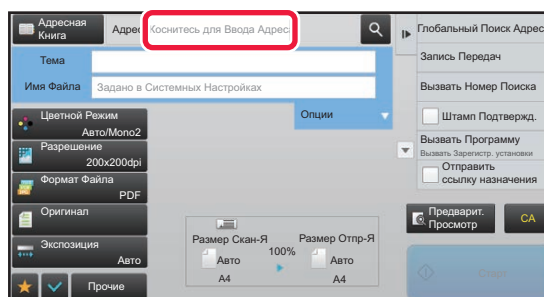 Адресная
Книга
Адрес
Коснитесь для Ввода Адреса
Тема
Имя Файла
Задано в Системных Настройках
Опции
Цветной Режим
Авто/Mono2
Разрешение
200x200dpi
Формат Файла
PDF
Оригинал
Экспозиция
Авто
Прочие
Размер Скан-Я
Авто
A4
100%
Размер Отпр-Я
Авто
A4
Глобальный Поиск Адрес
Запись Передач
Вызвать Номер Поиска
Штамп Подтвержд.
Вызвать Программу
Вызвать Зарегистр. установки
Отправить
ссылку назначения
Предварит.
Просмотр
CA
Старт